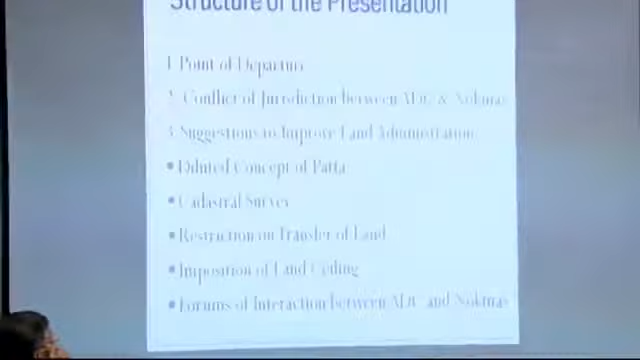 Structure of the Presentation
1 Point of Departure
2. Conflict of Jurisdiction between ADC & Nokmas
3 Suggestions to Improve Land Administration
• Diluted Concept of Patta
• Cadastral Survey
• Restriction on Transfer of Land
• Imposition of Land Ceiling
• Forums of Interaction between ADC and Nokmas